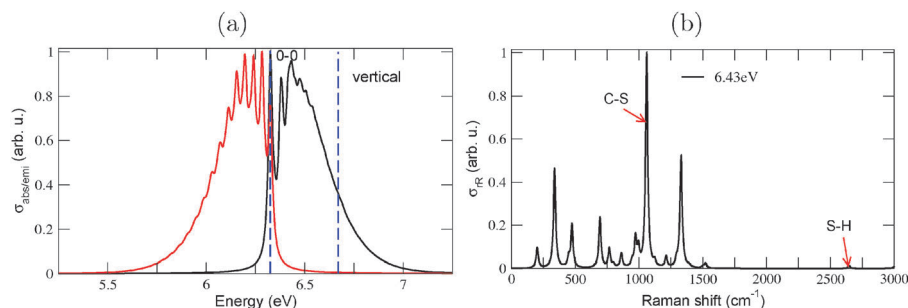 (a)
(b)
1
0.8
0.6
0.4
0.2
0
5.5
6
6.5
7
Energy (eV)
σabs/emi (arb. u.)
0-0
vertical
1
0.8
0.6
0.4
0.2
0
0
500
1000
1500
2000
2500
3000
Raman shift (cm⁻¹)
σrR (arb. u.)
6.43eV
C-S
S-H